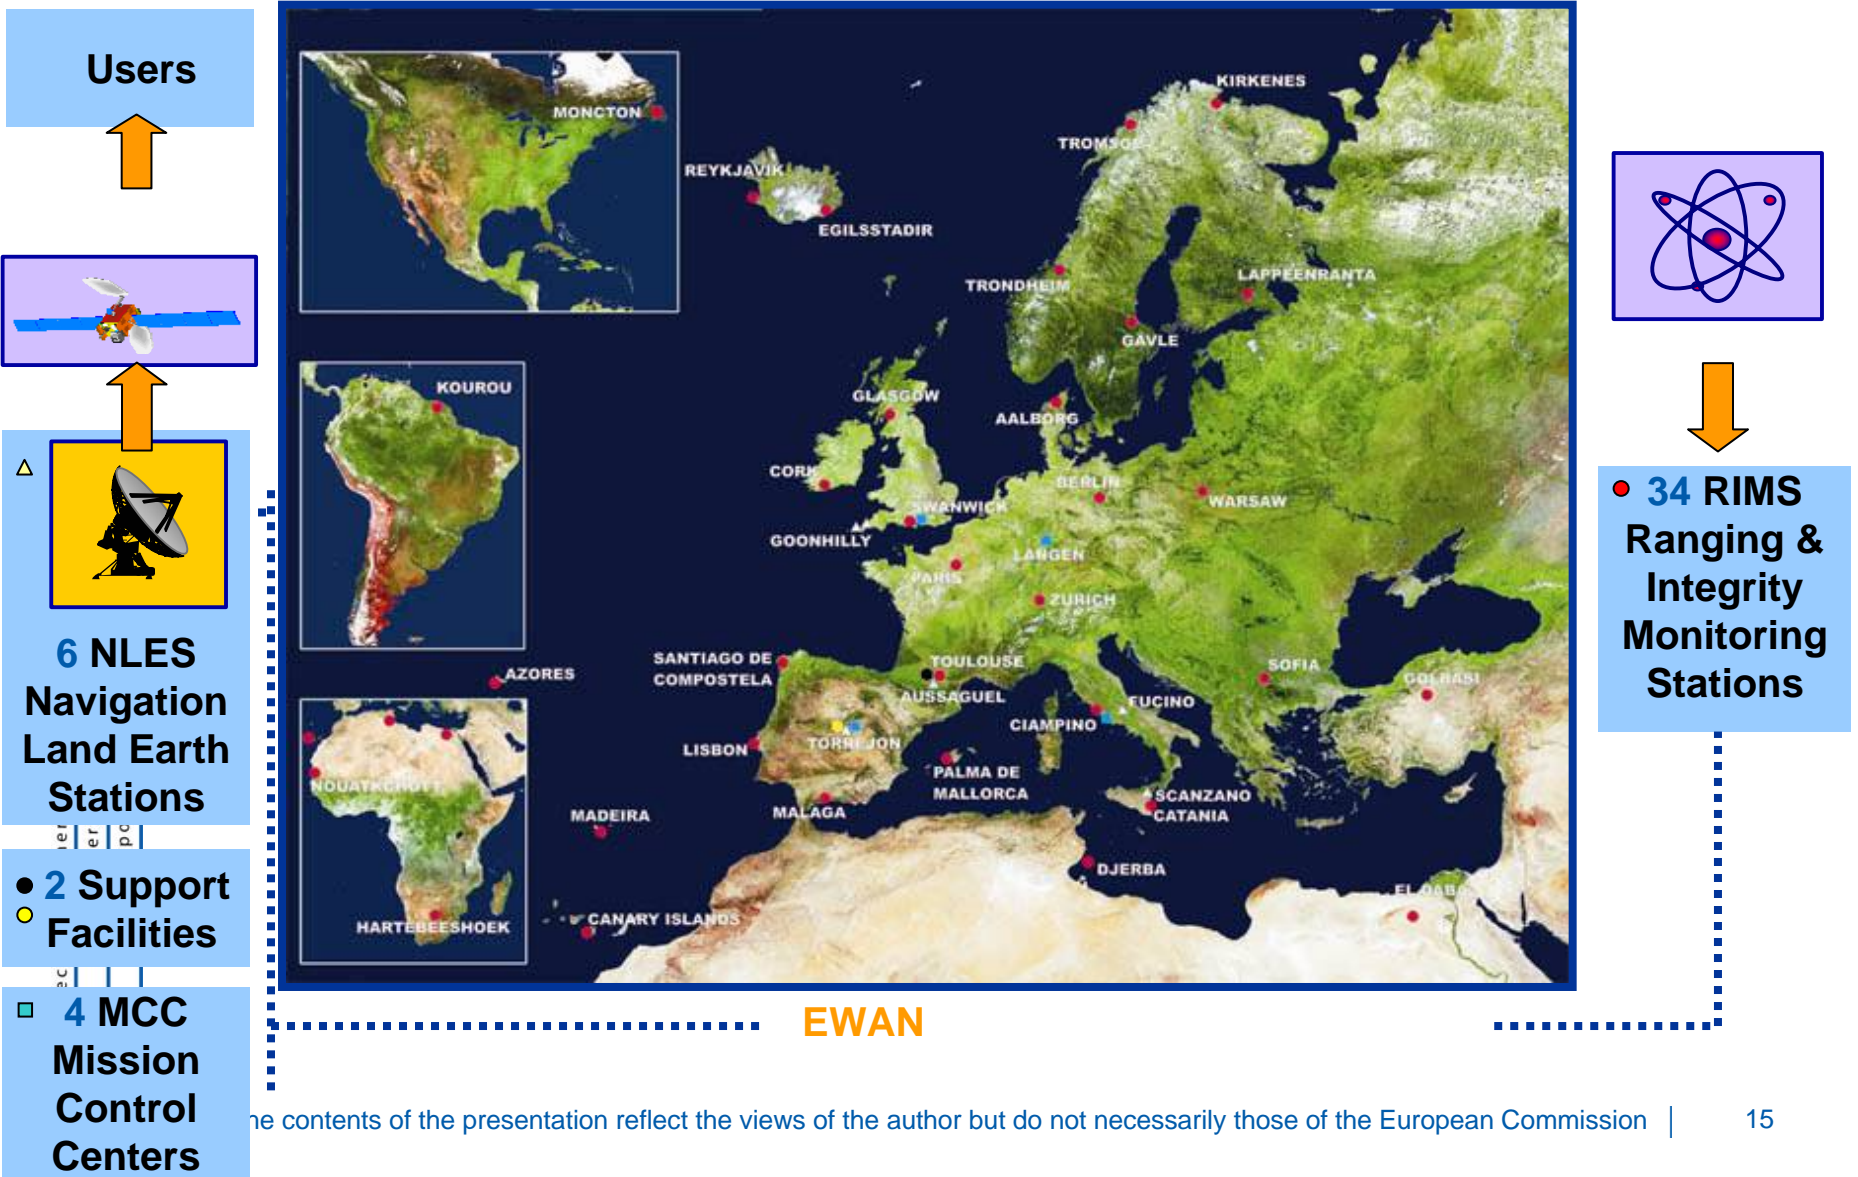 Users
MONCTON
KIRKENES
TROMSOE
REYKJAVIK
EGILSSTADIR
LAPPEENRANTA
TRONDHEIM
GAVLE
KOUROU
GLASGOW
AALBORG
CORK
BERLIN
WARSAW
SWANWICK
GOONHILLY
LANGEN
PARIS
ZURICH
SANTIAGO DE
COMPOSTELA
TOULOUSE
SOFIA
GOLBASI
AZORES
AUSSAGUEL
FUCINO
CIAMPINO
LISBON
TORREJON
PALMA DE
MALLORCA
NOUATKCHOTT
SCANZANO
CATANIA
MADEIRA
MALAGA
DJERBA
HARTEBEESHOEK
CANARY ISLANDS
EL DABA
34 RIMS
Ranging &
Integrity
Monitoring
Stations
6 NLES
Navigation
Land Earth
Stations
2 Support
Facilities
4 MCC
Mission
Control
Centers
EWAN
he contents of the presentation reflect the views of the author but do not necessarily those of the European Commission | 15